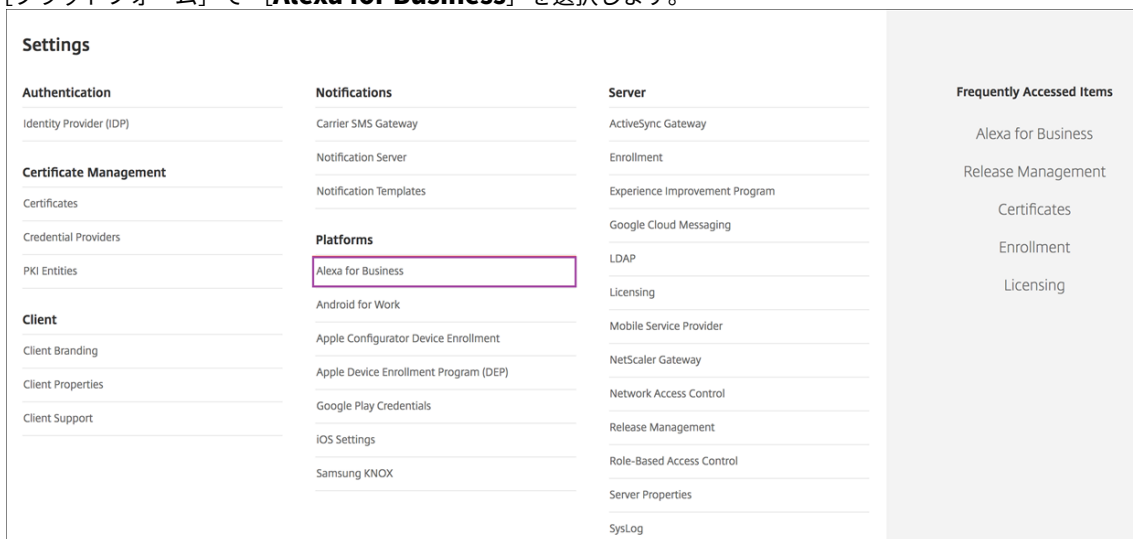 ［プラットフォーム］で［Alexa for Business］を選択します。
Settings
Authentication
Identity Provider (IDP)
Certificate Management
Certificates
Credential Providers
PKI Entities
Client
Client Branding
Client Properties
Client Support
Notifications
Carrier SMS Gateway
Notification Server
Notification Templates
Platforms
Alexa for Business
Android for Work
Apple Configurator Device Enrollment
Apple Device Enrollment Program (DEP)
Google Play Credentials
iOS Settings
Samsung KNOX
Server
ActiveSync Gateway
Enrollment
Experience Improvement Program
Google Cloud Messaging
LDAP
Licensing
Mobile Service Provider
NetScaler Gateway
Network Access Control
Release Management
Role-Based Access Control
Server Properties
SysLog
Frequently Accessed Items
Alexa for Business
Release Management
Certificates
Enrollment
Licensing